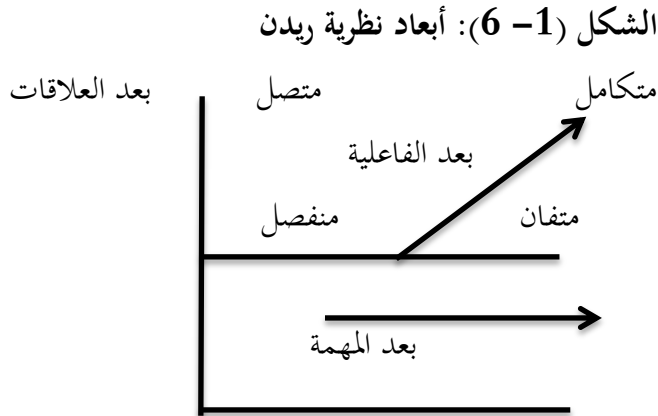 الشكل (1– 6): أبعاد نظرية ريدن
متكامل متصل بعد العلاقات
بعد الفاعلية
متفان منفصل
بعد المهمة